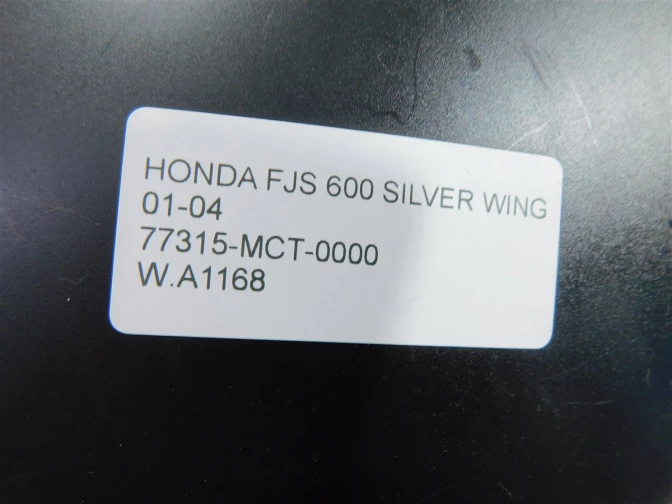 HONDA FJS 600 SILVER WING
01-04
77315-MCT-0000
W.A1168